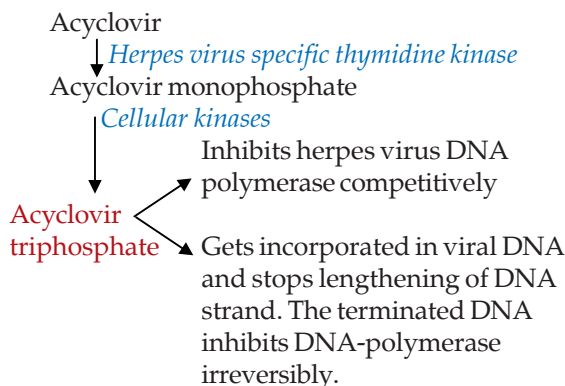 Acyclovir
Herpes virus specific thymidine kinase
Acyclovir monophosphate
Cellular kinases
Inhibits herpes virus DNA
polymerase competitively
Acyclovir
triphosphate
Gets incorporated in viral DNA
and stops lengthening of DNA
strand. The terminated DNA
inhibits DNA-polymerase
irreversibly.